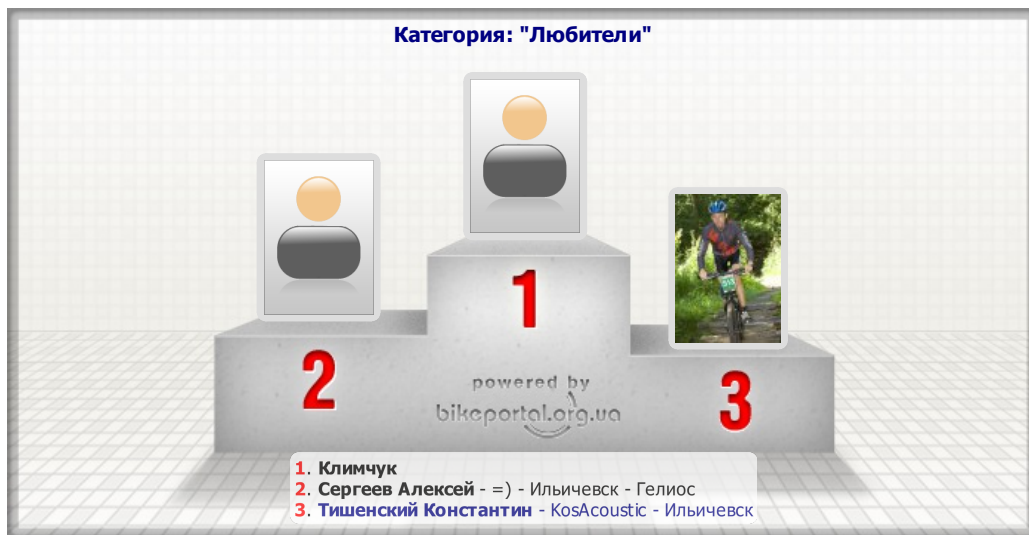 Категория: "Любители"
1
2
3
powered by
bikeportal.org.ua
1. Климчук
2. Сергеев Алексей - =) - Ильичевск - Гелиос
3. Тишенский Константин - KosAcoustic - Ильичевск